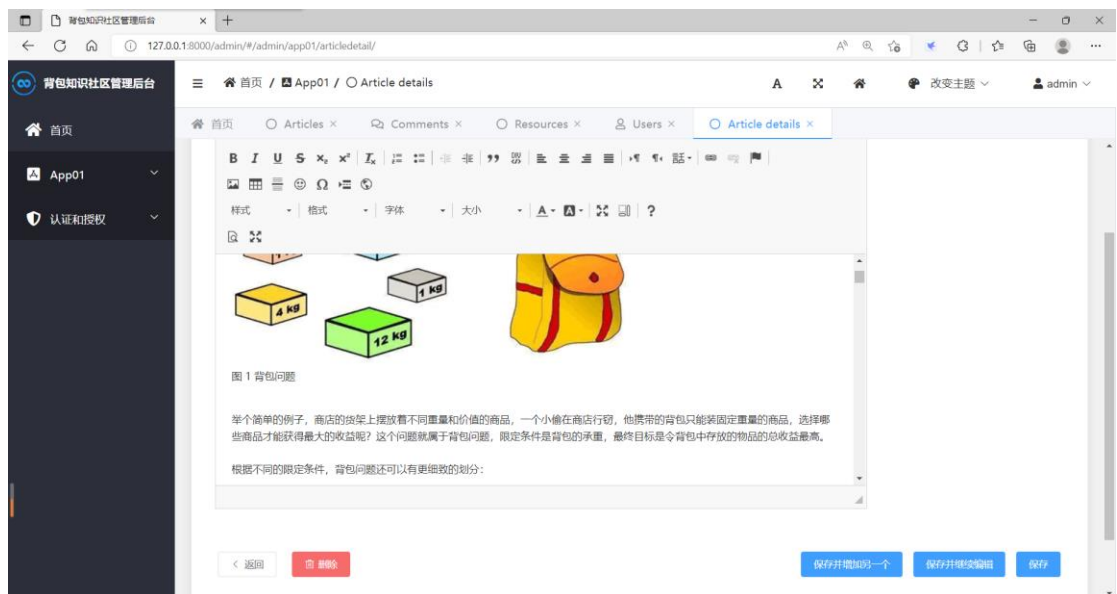 背包知识社区管理后台
127.0.0.1:8000/admin/#/admin/app01/articledetail/
背包知识社区管理后台
首页 / App01 / Article details
改变主题
admin
首页
App01
认证和授权
首页 Articles × Comments × Resources × Users × Article details ×
样式 格式 字体 大小
4 kg
1 kg
12 kg
图 1 背包问题
举个简单的例子，商店的货架上摆放着不同重量和价值的商品，一个小偷在商店行窃，他携带的背包只能装固定重量的商品，选择哪
些商品才能获得最大的收益呢？这个问题就属于背包问题，限定条件是背包的承重，最终目标是令背包中存放的物品的总收益最高。
根据不同的限定条件，背包问题还可以有更细致的划分：
返回 删除 保存并增加另一个 保存并继续编辑 保存